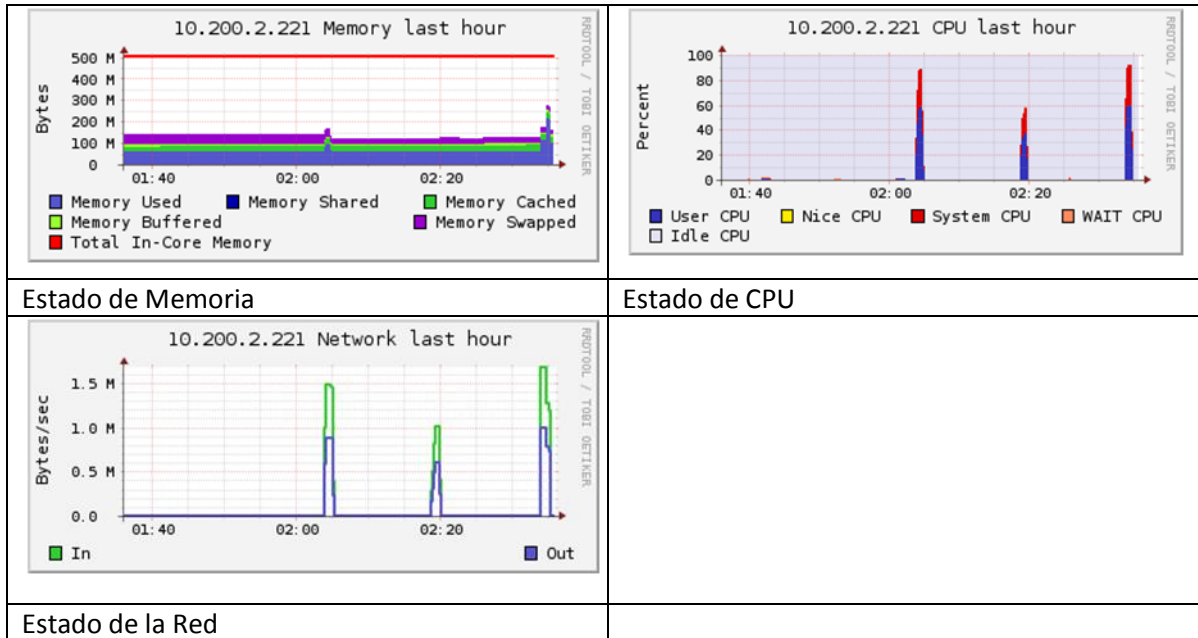 10.200.2.221 Memory last hour
RRDTOOL / TOBI OETIKER
Bytes
500 M
400 M
300 M
200 M
100 M
0
01:40 02:00 02:20
Memory Used Memory Shared Memory Cached
Memory Buffered Memory Swapped
Total In-Core Memory
10.200.2.221 CPU last hour
RRDTOOL / TOBI OETIKER
Percent
100
80
60
40
20
0
01:40 02:00 02:20
User CPU Nice CPU System CPU WAIT CPU
Idle CPU
Estado de Memoria
Estado de CPU
10.200.2.221 Network last hour
RRDTOOL / TOBI OETIKER
Bytes/sec
1.5 M
1.0 M
0.5 M
0.0
01:40 02:00 02:20
In Out
Estado de la Red